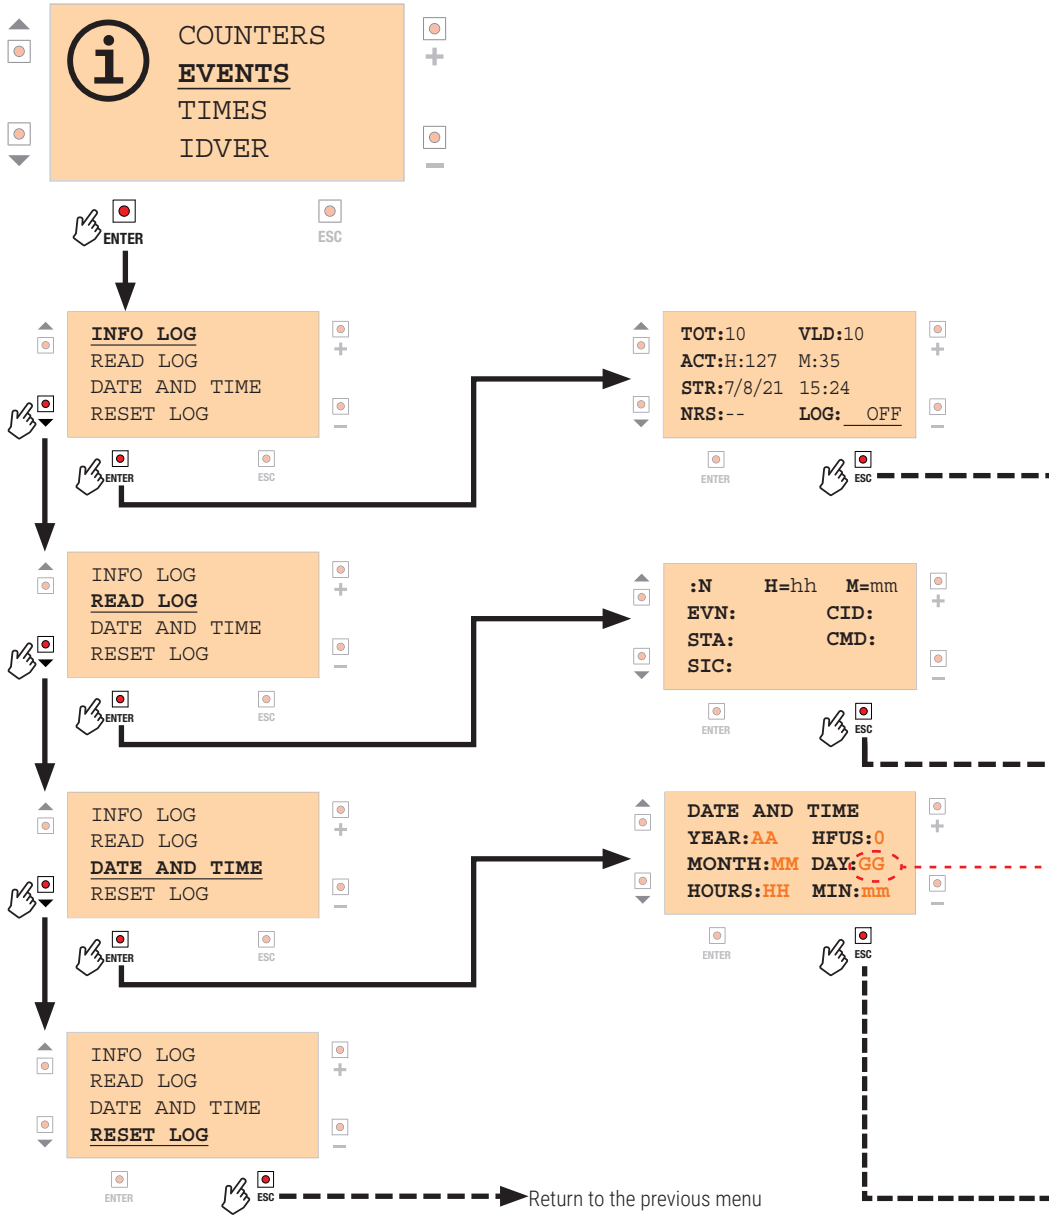 COUNTERS
EVENTS
TIMES
IDVER
+
−
ENTER
ESC
INFO LOG
READ LOG
DATE AND TIME
RESET LOG
+
−
ENTER
ESC
TOT:10 VLD:10
ACT:H:127 M:35
STR:7/8/21 15:24
NRS:-- LOG: OFF
+
−
ENTER
ESC
INFO LOG
READ LOG
DATE AND TIME
RESET LOG
+
−
ENTER
ESC
:N H=hh M=mm
EVN: CID:
STA: CMD:
SIC:
+
−
ENTER
ESC
INFO LOG
READ LOG
DATE AND TIME
RESET LOG
+
−
ENTER
ESC
DATE AND TIME
YEAR:AA HFUS:0
MONTH:MM DAY:GG
HOURS:HH MIN:mm
+
−
ENTER
ESC
INFO LOG
READ LOG
DATE AND TIME
RESET LOG
+
−
ENTER
ESC
Return to the previous menu